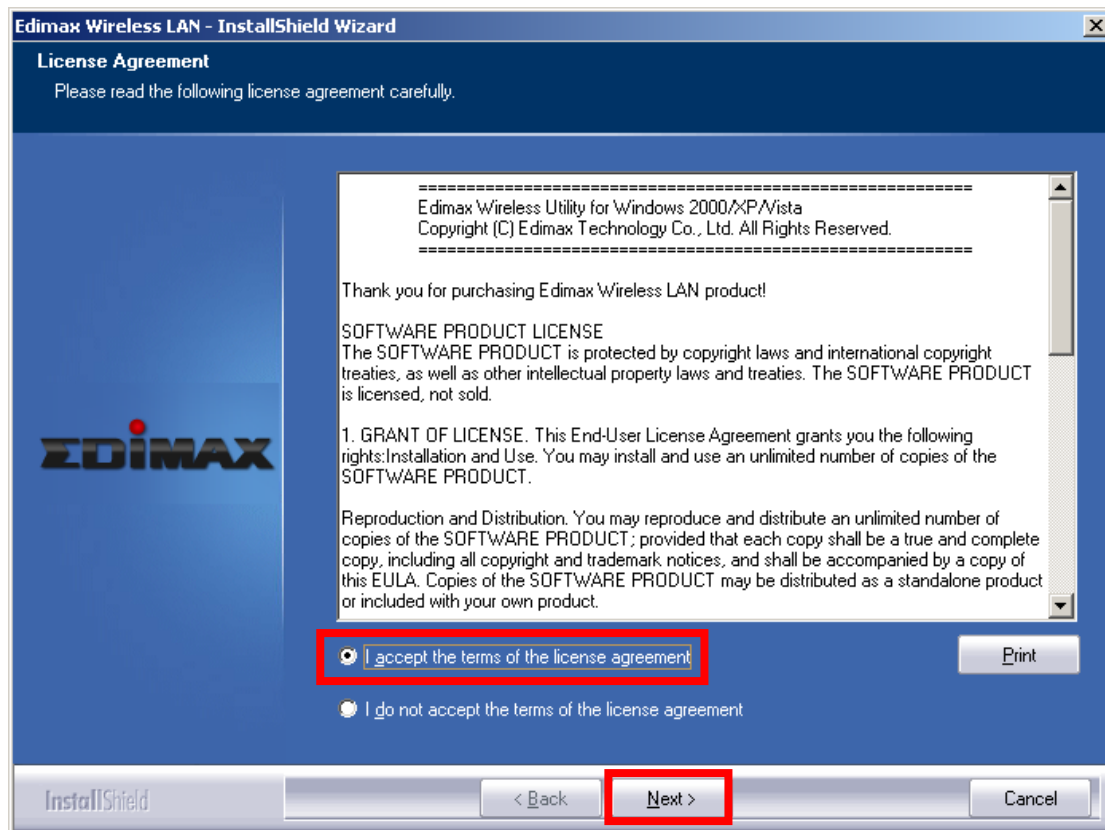 Edimax Wireless LAN - InstallShield Wizard
License Agreement
Please read the following license agreement carefully.
==========================================================
Edimax Wireless Utility for Windows 2000/XP/Vista
Copyright (C) Edimax Technology Co., Ltd. All Rights Reserved.
==========================================================
Thank you for purchasing Edimax Wireless LAN product!
SOFTWARE PRODUCT LICENSE
The SOFTWARE PRODUCT is protected by copyright laws and international copyright
treaties, as well as other intellectual property laws and treaties. The SOFTWARE PRODUCT
is licensed, not sold.
1. GRANT OF LICENSE. This End-User License Agreement grants you the following
rights:Installation and Use. You may install and use an unlimited number of copies of the
SOFTWARE PRODUCT.
Reproduction and Distribution. You may reproduce and distribute an unlimited number of
copies of the SOFTWARE PRODUCT; provided that each copy shall be a true and complete
copy, including all copyright and trademark notices, and shall be accompanied by a copy of
this EULA. Copies of the SOFTWARE PRODUCT may be distributed as a standalone product
or included with your own product.
EDIMAX
I accept the terms of the license agreement
Print
I do not accept the terms of the license agreement
InstallShield
< Back
Next >
Cancel